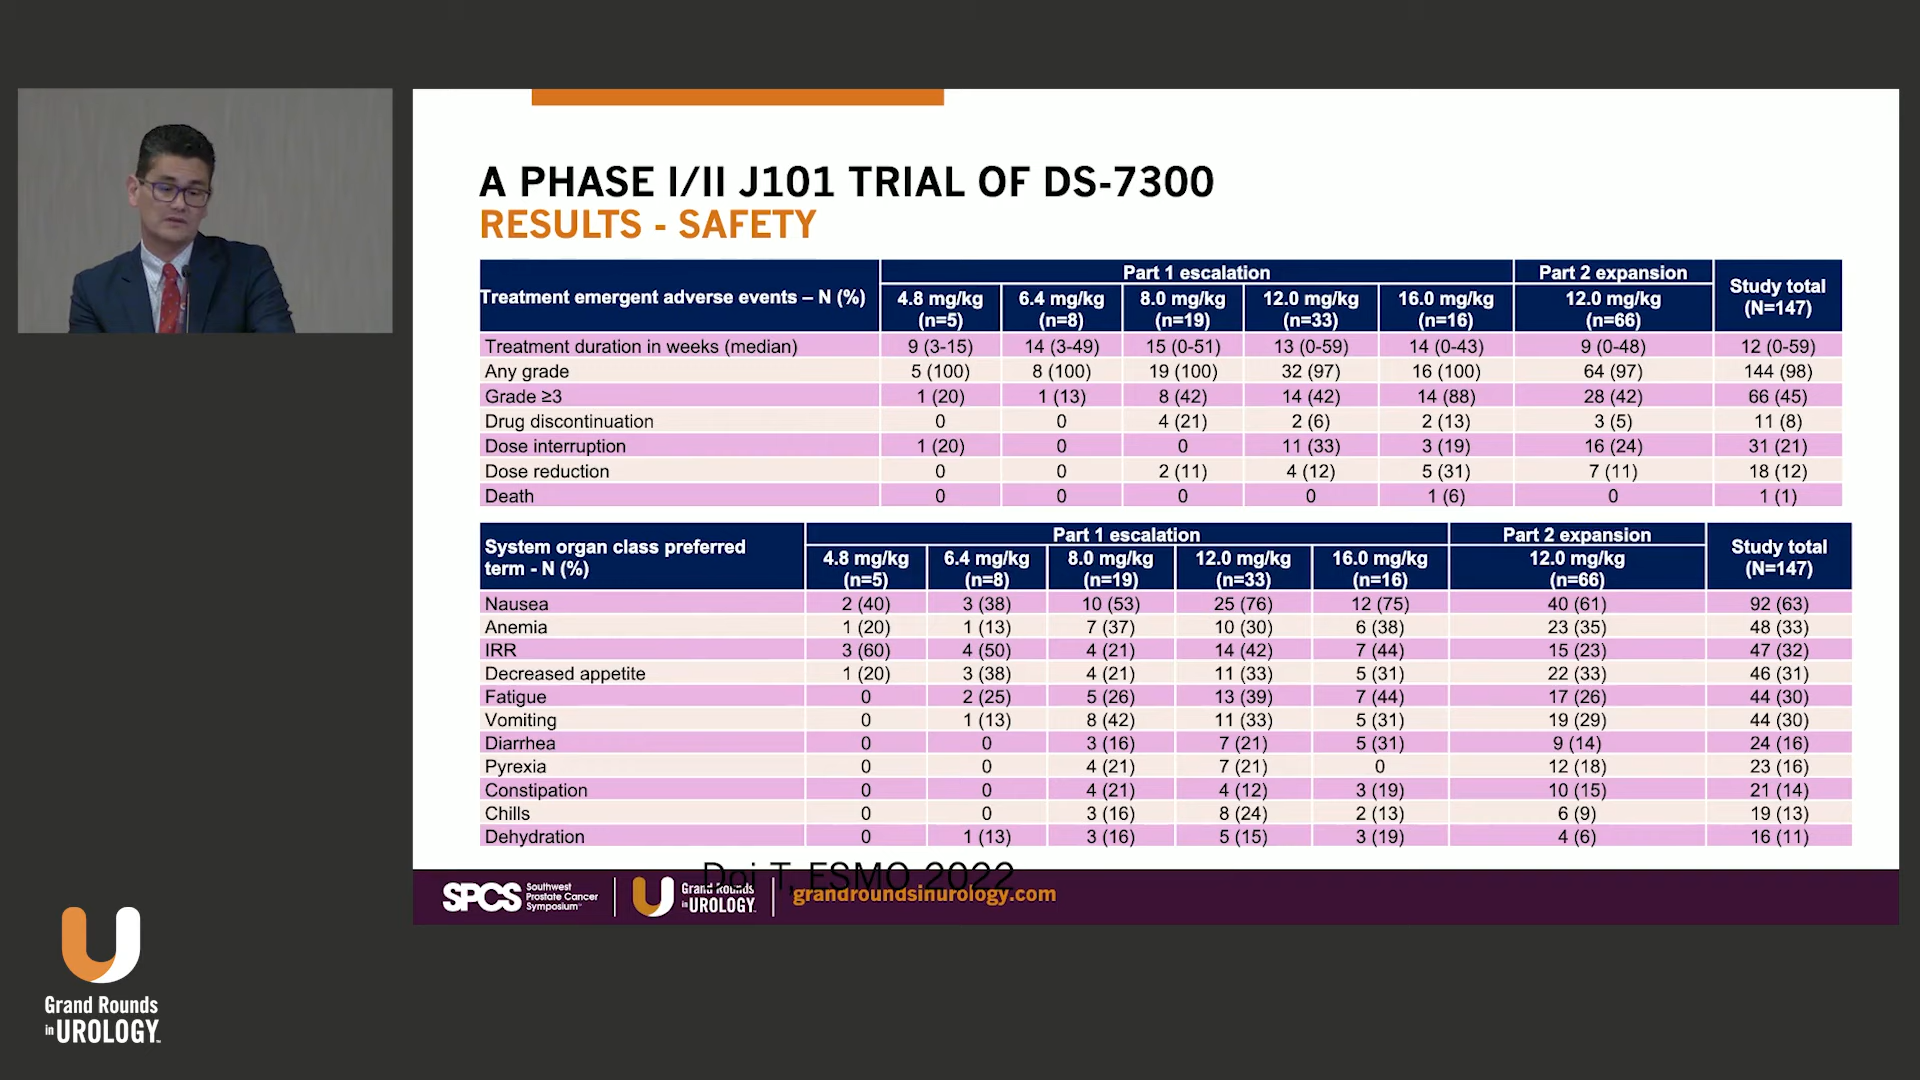 A PHASE I/II J101 TRIAL OF DS-7300
RESULTS - SAFETY
Treatment emergent adverse events – N (%) Part 1 escalation Part 2 expansion Study total (N=147)
4.8 mg/kg (n=5) 6.4 mg/kg (n=8) 8.0 mg/kg (n=19) 12.0 mg/kg (n=33) 16.0 mg/kg (n=16) 12.0 mg/kg (n=66)
Treatment duration in weeks (median) 9 (3-15) 14 (3-49) 15 (0-51) 13 (0-59) 14 (0-43) 9 (0-48) 12 (0-59)
Any grade 5 (100) 8 (100) 19 (100) 32 (97) 16 (100) 64 (97) 144 (98)
Grade ≥3 1 (20) 1 (13) 8 (42) 14 (42) 14 (88) 28 (42) 66 (45)
Drug discontinuation 0 0 4 (21) 2 (6) 2 (13) 3 (5) 11 (8)
Dose interruption 1 (20) 0 0 11 (33) 3 (19) 16 (24) 31 (21)
Dose reduction 0 0 2 (11) 4 (12) 5 (31) 7 (11) 18 (12)
Death 0 0 0 0 1 (6) 0 1 (1)
System organ class preferred term - N (%) Part 1 escalation Part 2 expansion Study total (N=147)
4.8 mg/kg (n=5) 6.4 mg/kg (n=8) 8.0 mg/kg (n=19) 12.0 mg/kg (n=33) 16.0 mg/kg (n=16) 12.0 mg/kg (n=66)
Nausea 2 (40) 3 (38) 10 (53) 25 (76) 12 (75) 40 (61) 92 (63)
Anemia 1 (20) 1 (13) 7 (37) 10 (30) 6 (38) 23 (35) 48 (33)
IRR 3 (60) 4 (50) 4 (21) 14 (42) 7 (44) 15 (23) 47 (32)
Decreased appetite 1 (20) 3 (38) 4 (21) 11 (33) 5 (31) 22 (33) 46 (31)
Fatigue 0 2 (25) 5 (26) 13 (39) 7 (44) 17 (26) 44 (30)
Vomiting 0 1 (13) 8 (42) 11 (33) 5 (31) 19 (29) 44 (30)
Diarrhea 0 0 3 (16) 7 (21) 5 (31) 9 (14) 24 (16)
Pyrexia 0 0 4 (21) 7 (21) 0 12 (18) 23 (16)
Constipation 0 0 4 (21) 4 (12) 3 (19) 10 (15) 21 (14)
Chills 0 0 3 (16) 8 (24) 2 (13) 6 (9) 19 (13)
Dehydration 0 1 (13) 3 (16) 5 (15) 3 (19) 4 (6) 16 (11)
Doi T, ESMO 2022
SPCS Southwest Prostate Cancer Symposium™
Grand Rounds in UROLOGY™
grandroundsinurology.com
Grand Rounds
in UROLOGY™